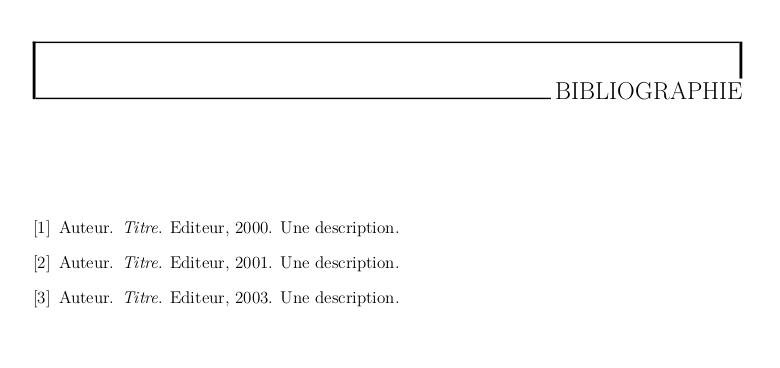 BIBLIOGRAPHIE
[1] Auteur. Titre. Editeur, 2000. Une description.
[2] Auteur. Titre. Editeur, 2001. Une description.
[3] Auteur. Titre. Editeur, 2003. Une description.